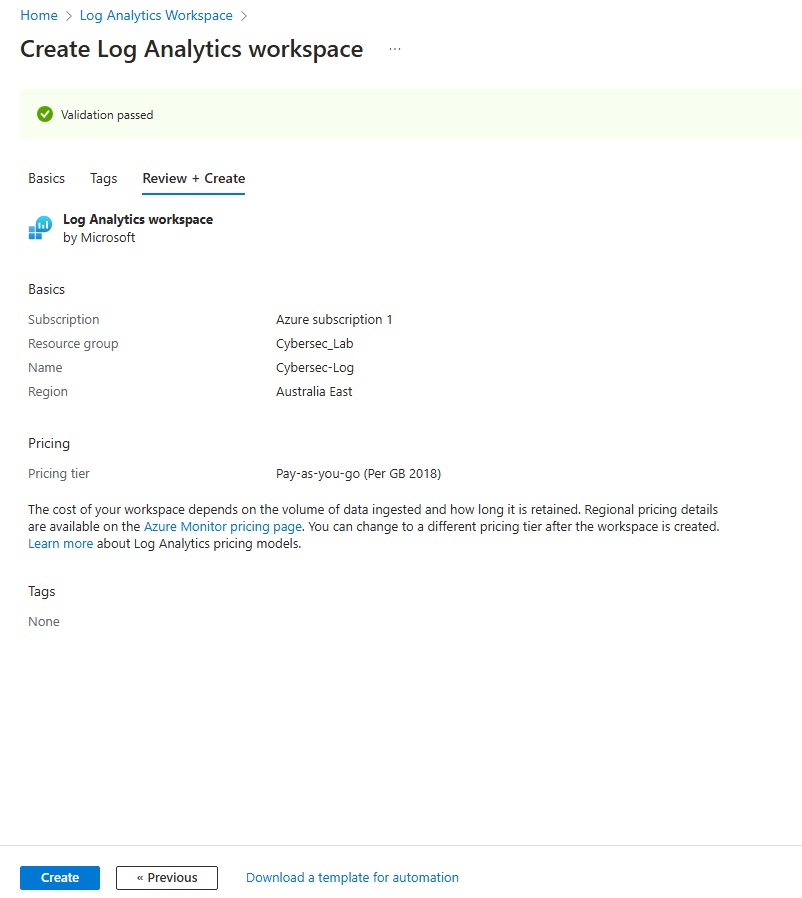 Home > Log Analytics Workspace >
Create Log Analytics workspace ...
Validation passed
Basics Tags Review + Create
Log Analytics workspace
by Microsoft
Basics
Subscription Azure subscription 1
Resource group Cybersec_Lab
Name Cybersec-Log
Region Australia East
Pricing
Pricing tier Pay-as-you-go (Per GB 2018)
The cost of your workspace depends on the volume of data ingested and how long it is retained. Regional pricing details
are available on the Azure Monitor pricing page. You can change to a different pricing tier after the workspace is created.
Learn more about Log Analytics pricing models.
Tags
None
Create « Previous Download a template for automation